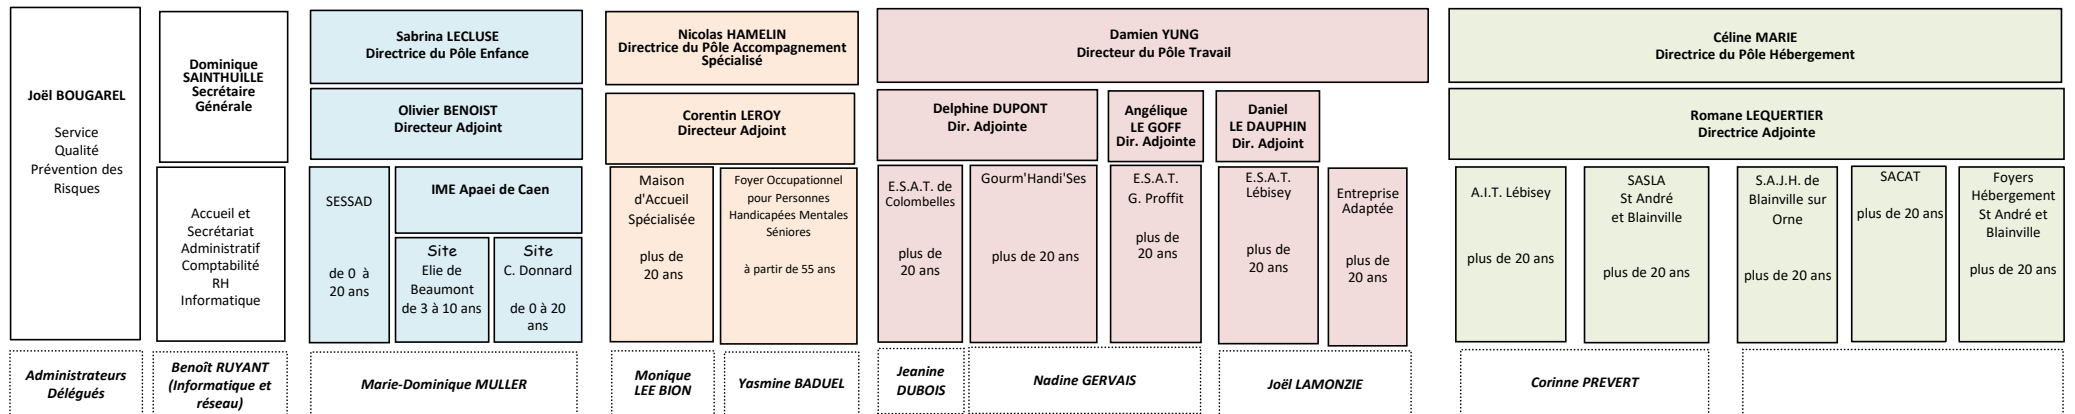 Joël BOUGAREL
Service
Qualité
Prévention des
Risques
Dominique
SAINTHUILLE
Secrétaire
Générale
Accueil et
Secrétariat
Administratif
Comptabilité
RH
Informatique
Sabrina LECLUSE
Directrice du Pôle Enfance
Olivier BENOIST
Directeur Adjoint
SESSAD
de 0 à
20 ans
IME Apaei de Caen
Site
Elie de
Beaumont
de 3 à 10 ans
Site
C. Donnard
de 0 à 20
ans
Nicolas HAMELIN
Directrice du Pôle Accompagnement
Spécialisé
Corentin LEROY
Directeur Adjoint
Maison
d'Accueil
Spécialisée
plus de
20 ans
Foyer Occupationnel
pour Personnes
Handicapées Mentales
Séniores
à partir de 55 ans
Damien YUNG
Directeur du Pôle Travail
Delphine DUPONT
Dir. Adjointe
Angélique
LE GOFF
Dir. Adjointe
Daniel
LE DAUPHIN
Dir. Adjoint
E.S.A.T. de
Colombelles
plus de
20 ans
Gourm'Handi'Ses
plus de 20 ans
E.S.A.T.
G. Proffit
plus de
20 ans
E.S.A.T.
Lébisey
plus de
20 ans
Entreprise
Adaptée
plus de
20 ans
Céline MARIE
Directrice du Pôle Hébergement
Romane LEQUERTIER
Directrice Adjointe
A.I.T. Lébisey
plus de 20 ans
SASLA
St André
et Blainville
plus de 20 ans
S.A.J.H. de
Blainville sur
Orne
plus de 20 ans
SACAT
plus de 20 ans
Foyers
Hébergement
St André et
Blainville
plus de 20 ans
Administrateurs
Délégués
Benoît RUYANT
(Informatique et
réseau)
Marie-Dominique MULLER
Monique
LEE BION
Yasmine BADUEL
Jeanine
DUBOIS
Nadine GERVAIS
Joël LAMONZIE
Corinne PREVERT